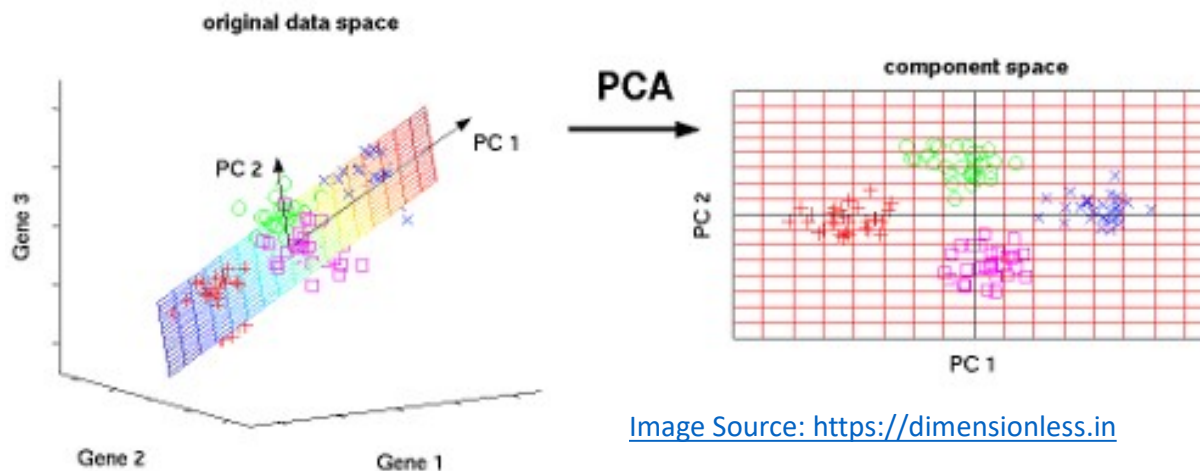 original data space
PCA
component space
PC 1
PC 2
Gene 3
PC 2
PC 1
Gene 2
Gene 1
Image Source: https://dimensionless.in